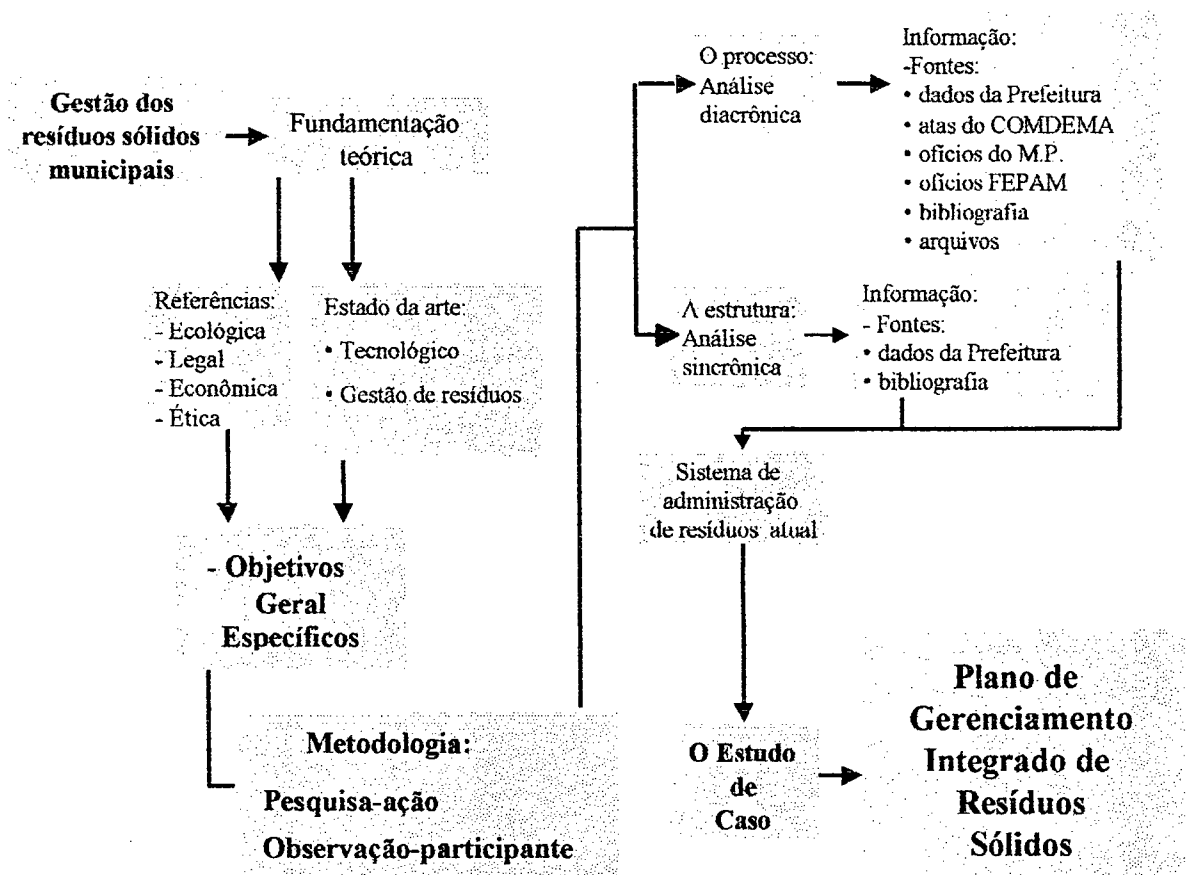 Gestão dos
resíduos sólidos
municipais
Fundamentação
teórica
Referências:
- Ecológica
- Legal
- Econômica
- Ética
Estado da arte:
• Tecnológico
• Gestão de resíduos
- Objetivos
Geral
Específicos
Metodologia:
Pesquisa-ação
Observação-participante
O processo:
Análise
diacrônica
Informação:
-Fontes:
• dados da Prefeitura
• atas do COMDEMA
• ofícios do M.P.
• ofícios FEPAM
• bibliografia
• arquivos
A estrutura:
Análise
sincrônica
Informação:
- Fontes:
• dados da Prefeitura
• bibliografia
Sistema de
administração
de resíduos atual
O Estudo
de
Caso
Plano de
Gerenciamento
Integrado de
Resíduos
Sólidos